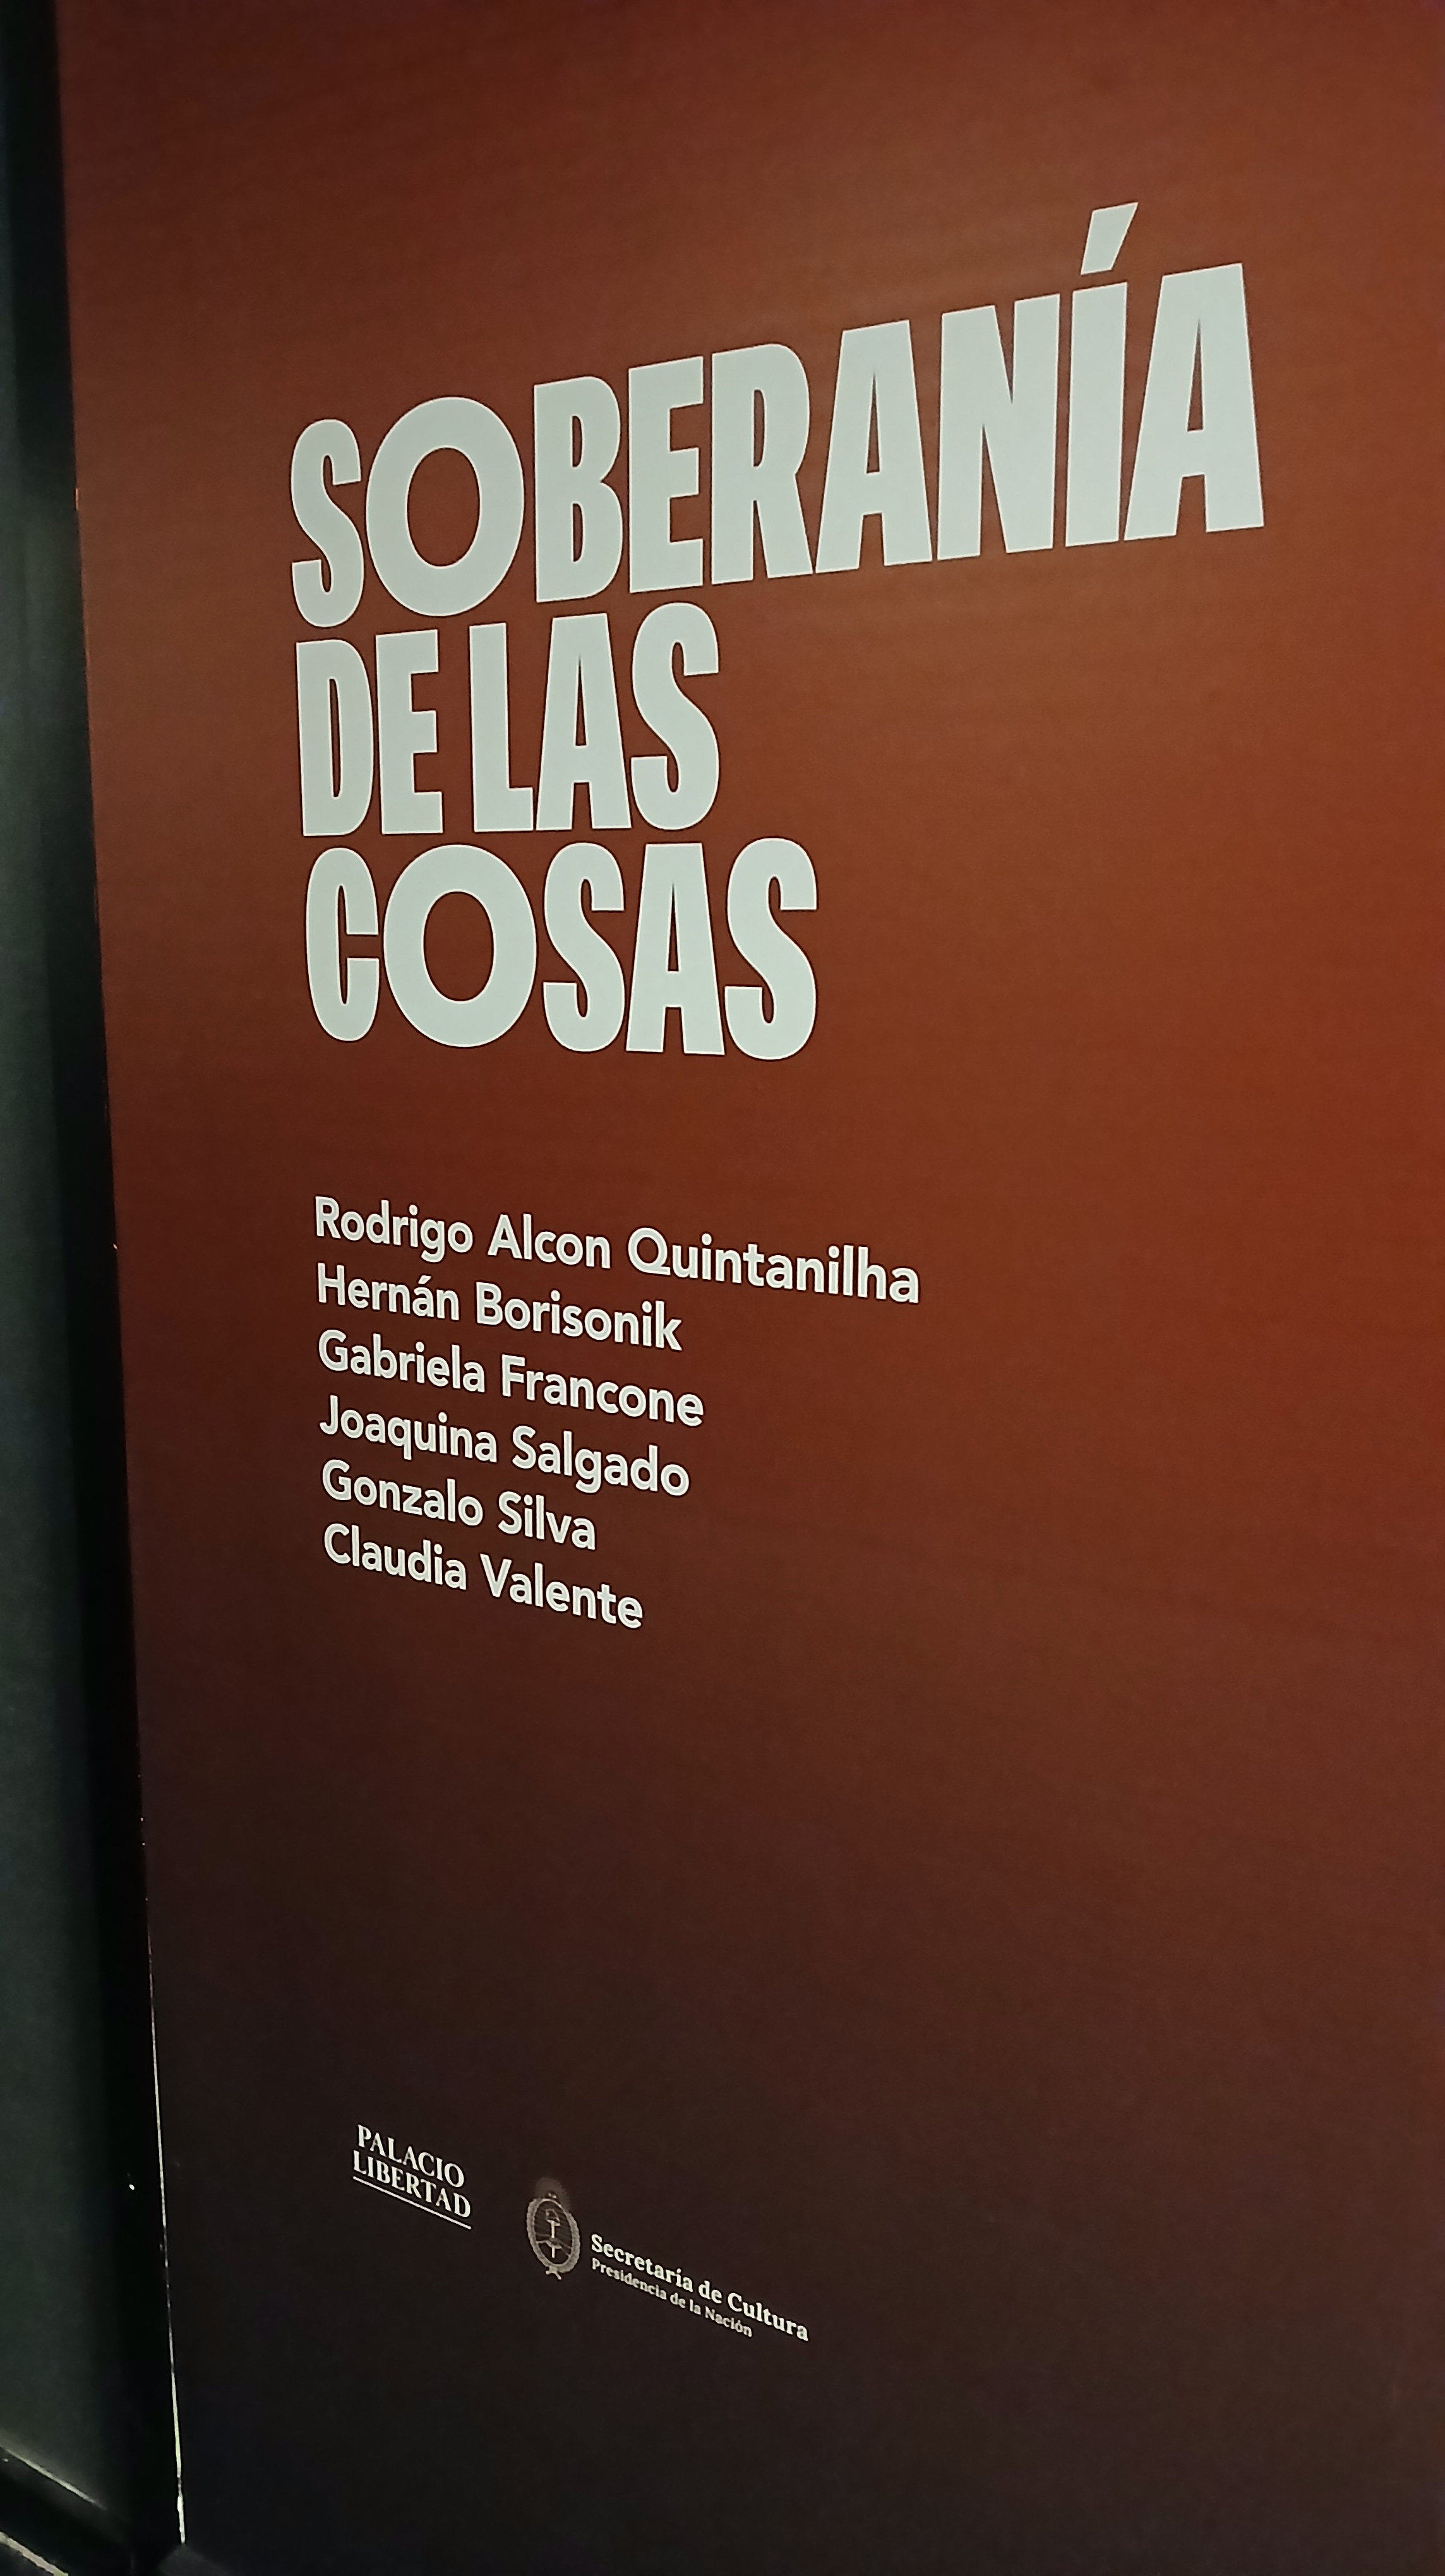 SOBERANÍA
DE LAS
COSAS
Rodrigo Alcon Quintanilha
Hernán Borisonik
Gabriela Francone
Joaquina Salgado
Gonzalo Silva
Claudia Valente
PALACIO
LIBERTAD
Secretaría de Cultura
Presidencia de la Nación